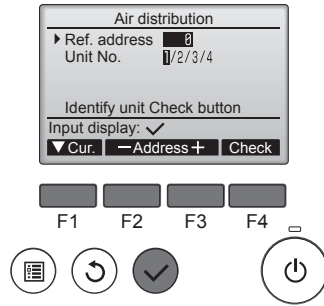 Air distribution
▶ Ref. address 0
Unit No. 1/2/3/4
Identify unit Check button
Input display: ✓
▼ Cur. −Address+ Check
F1 F2 F3 F4